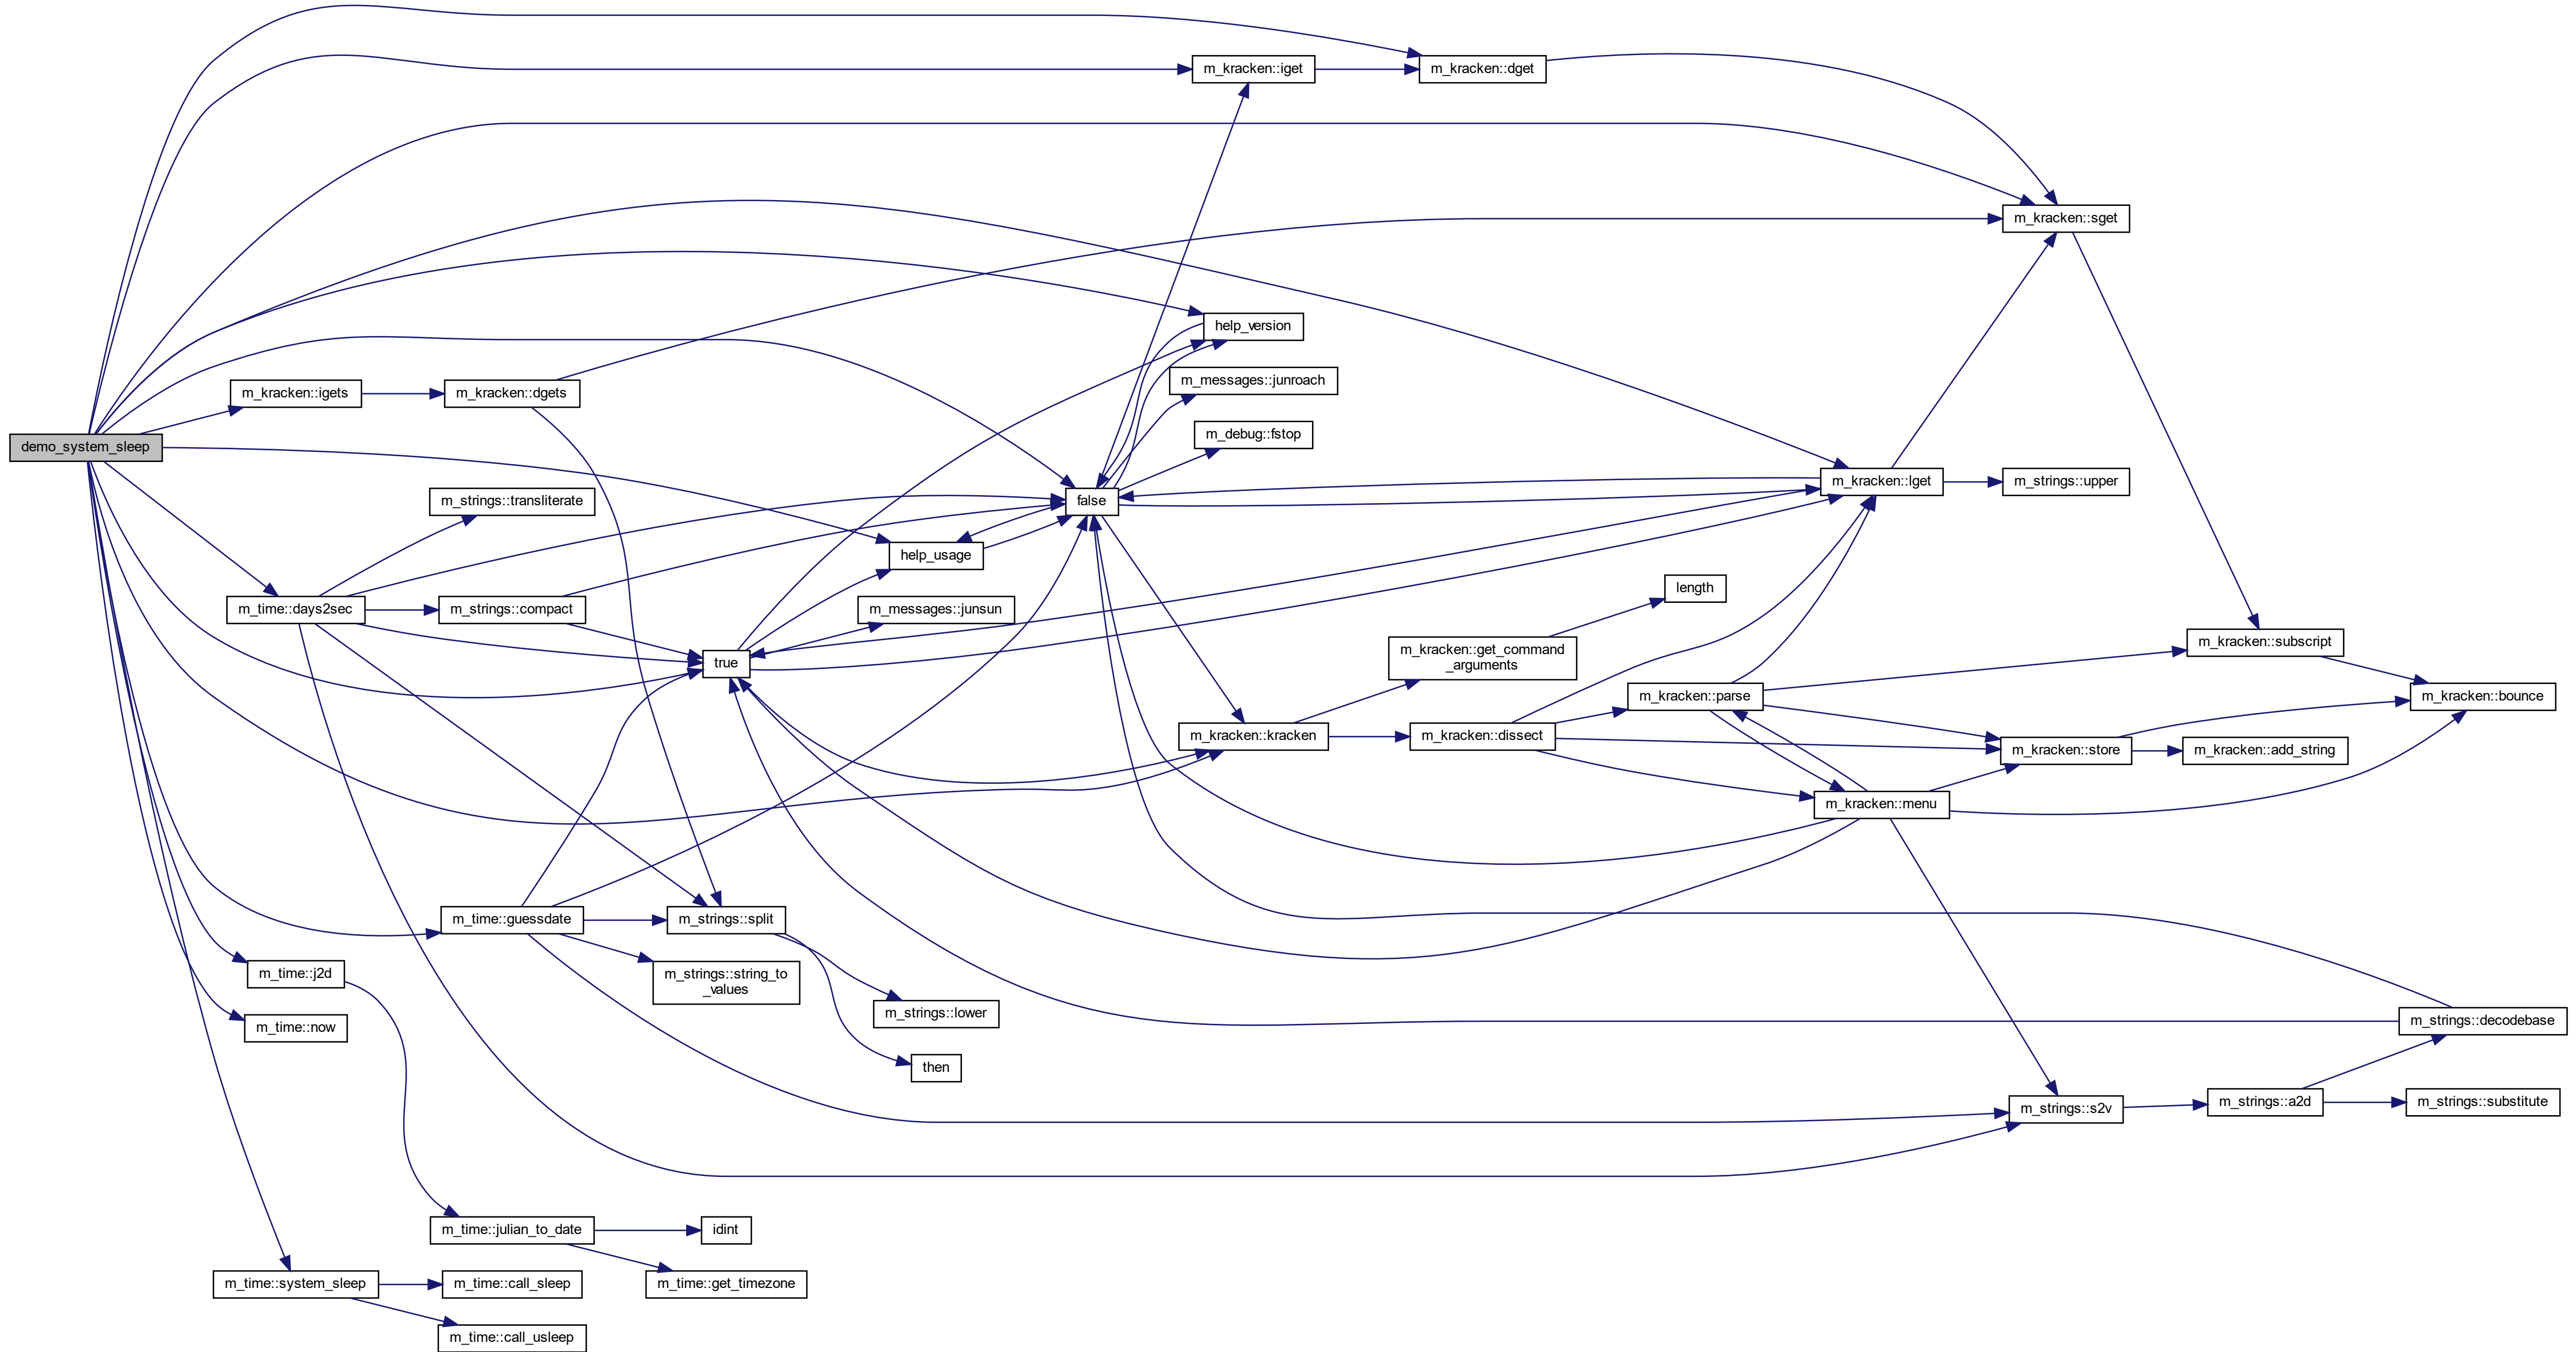 m_kracken::iget
m_kracken::dget
m_kracken::sget
help_version
m_messages::junroach
m_kracken::igets
m_kracken::dgets
m_debug::fstop
demo_system_sleep
m_kracken::lget
m_strings::upper
m_strings::transliterate
false
help_usage
length
m_time::days2sec
m_strings::compact
m_messages::junsun
m_kracken::subscript
m_kracken::get_command
_arguments
true
m_kracken::parse
m_kracken::bounce
m_kracken::kracken
m_kracken::dissect
m_kracken::store
m_kracken::add_string
m_kracken::menu
m_time::guessdate
m_strings::split
m_time::j2d
m_strings::string_to
_values
m_strings::lower
m_time::now
m_strings::decodebase
then
m_strings::s2v
m_strings::a2d
m_strings::substitute
m_time::julian_to_date
idint
m_time::system_sleep
m_time::call_sleep
m_time::get_timezone
m_time::call_usleep